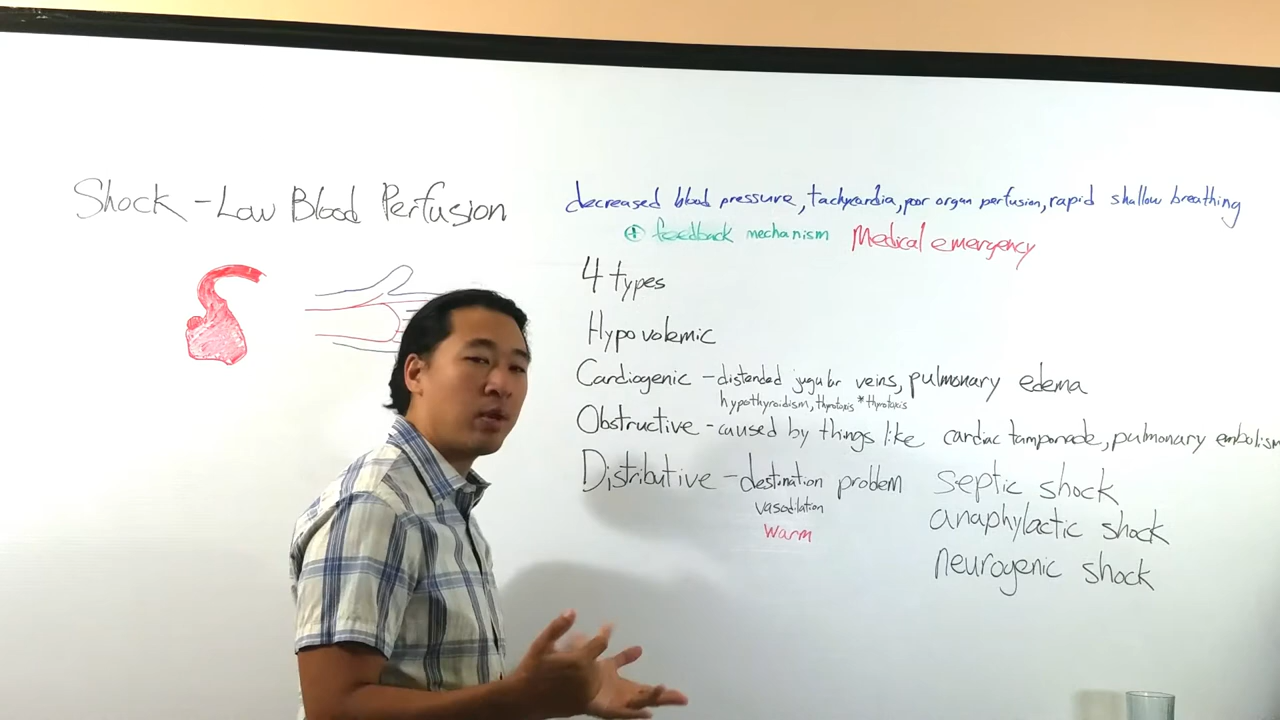 Shock - Low Blood Perfusion
decreased blood pressure, tachycardia, poor organ perfusion, rapid shallow breathing
+ feedback mechanism Medical emergency
4 types
Hypovolemic
Cardiogenic - distended jugular veins, pulmonary edema
hypothyroidism,
Obstructive - caused by things like cardiac tamponade, pulmonary embolism
Distributive - destination problem
vasodilation
warm
septic shock
anaphylactic shock
neurogenic shock